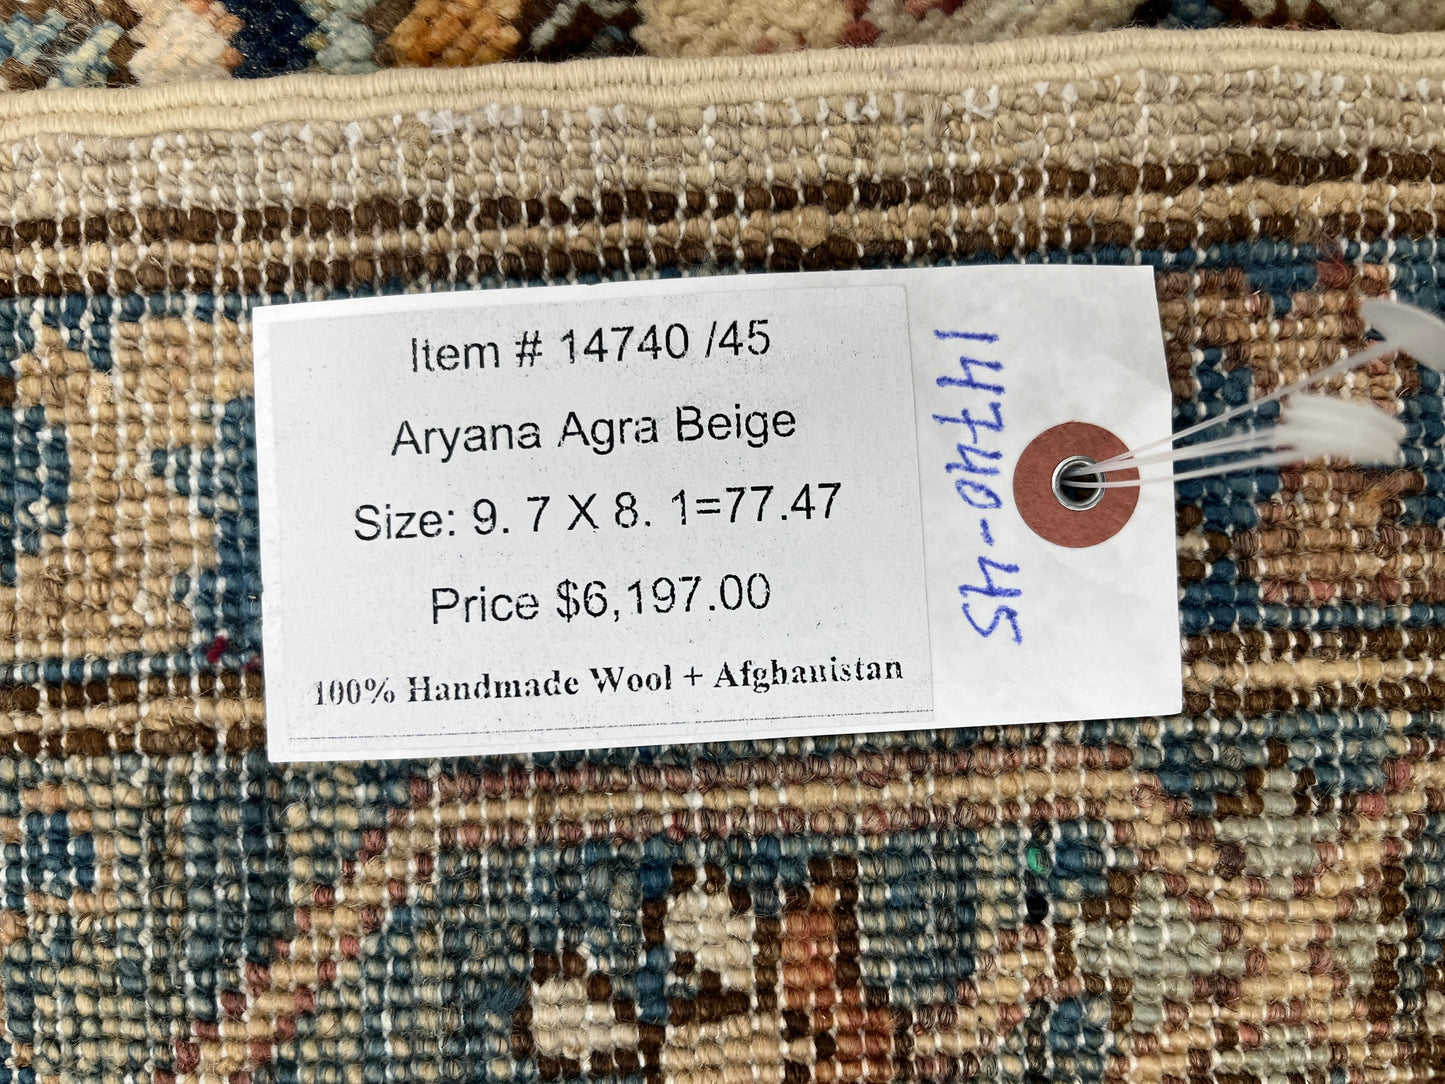 Item # 14740 /45
Aryana Agra Beige
Size: 9. 7 X 8. 1=77.47
Price $6,197.00
100% Handmade Wool + Afghanistan
14740-45